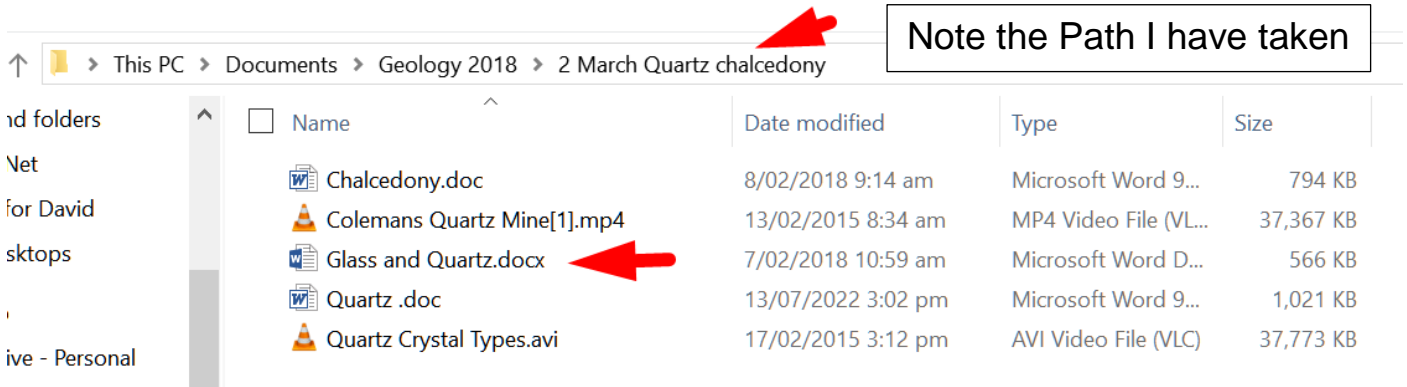 Note the Path I have taken
This PC > Documents > Geology 2018 > 2 March Quartz chalcedony
nd folders
Net
for David
sktops
ive - Personal
Name Date modified Type Size
Chalcedony.doc 8/02/2018 9:14 am Microsoft Word 9... 794 KB
Colemans Quartz Mine[1].mp4 13/02/2015 8:34 am MP4 Video File (VL... 37,367 KB
Glass and Quartz.docx 7/02/2018 10:59 am Microsoft Word D... 566 KB
Quartz .doc 13/07/2022 3:02 pm Microsoft Word 9... 1,021 KB
Quartz Crystal Types.avi 17/02/2015 3:12 pm AVI Video File (VLC) 37,773 KB